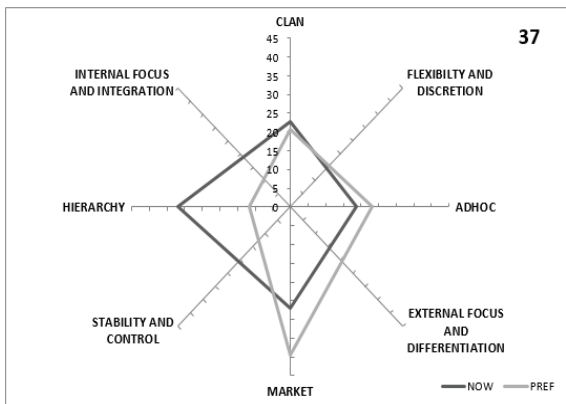 37
CLAN
45
40
35
30
25
20
15
10
5
0
INTERNAL FOCUS
AND INTEGRATION
FLEXIBILTY AND
DISCRETION
HIERARCHY
ADHOC
STABILITY AND
CONTROL
EXTERNAL FOCUS
AND
DIFFERENTIATION
MARKET
NOW PREF